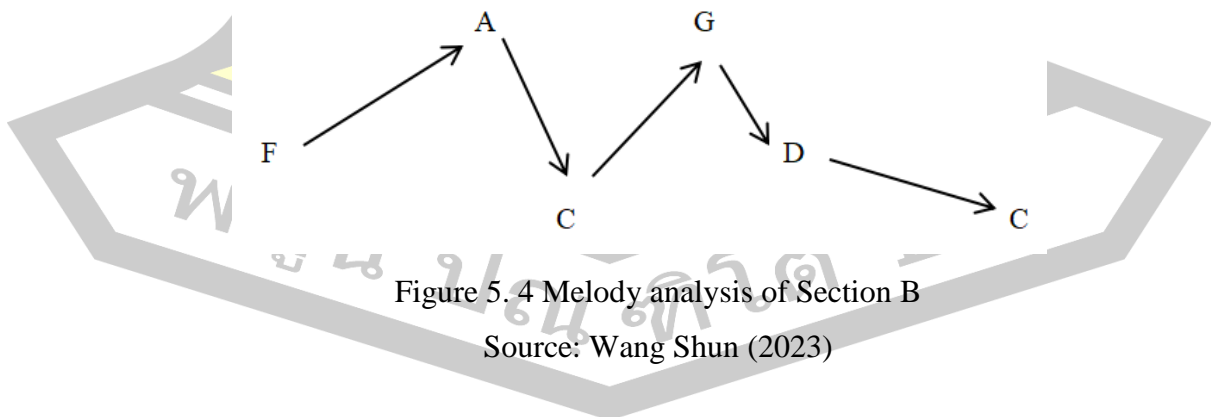 A G
F D
C C
Figure 5. 4 Melody analysis of Section B
Source: Wang Shun (2023)